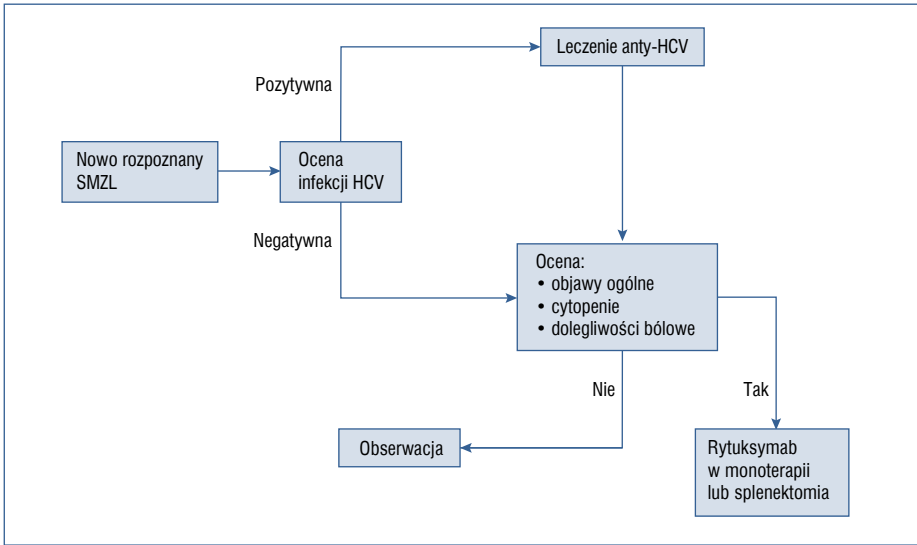 Leczenie anty-HCV
Pozytywna
Nowo rozpoznany
SMZL
Ocena
infekcji HCV
Negatywna
Ocena:
• objawy ogólne
• cytopenie
• dolegliwości bólowe
Nie
Tak
Obserwacja
Rytuksymab
w monoterapii
lub splenektomia